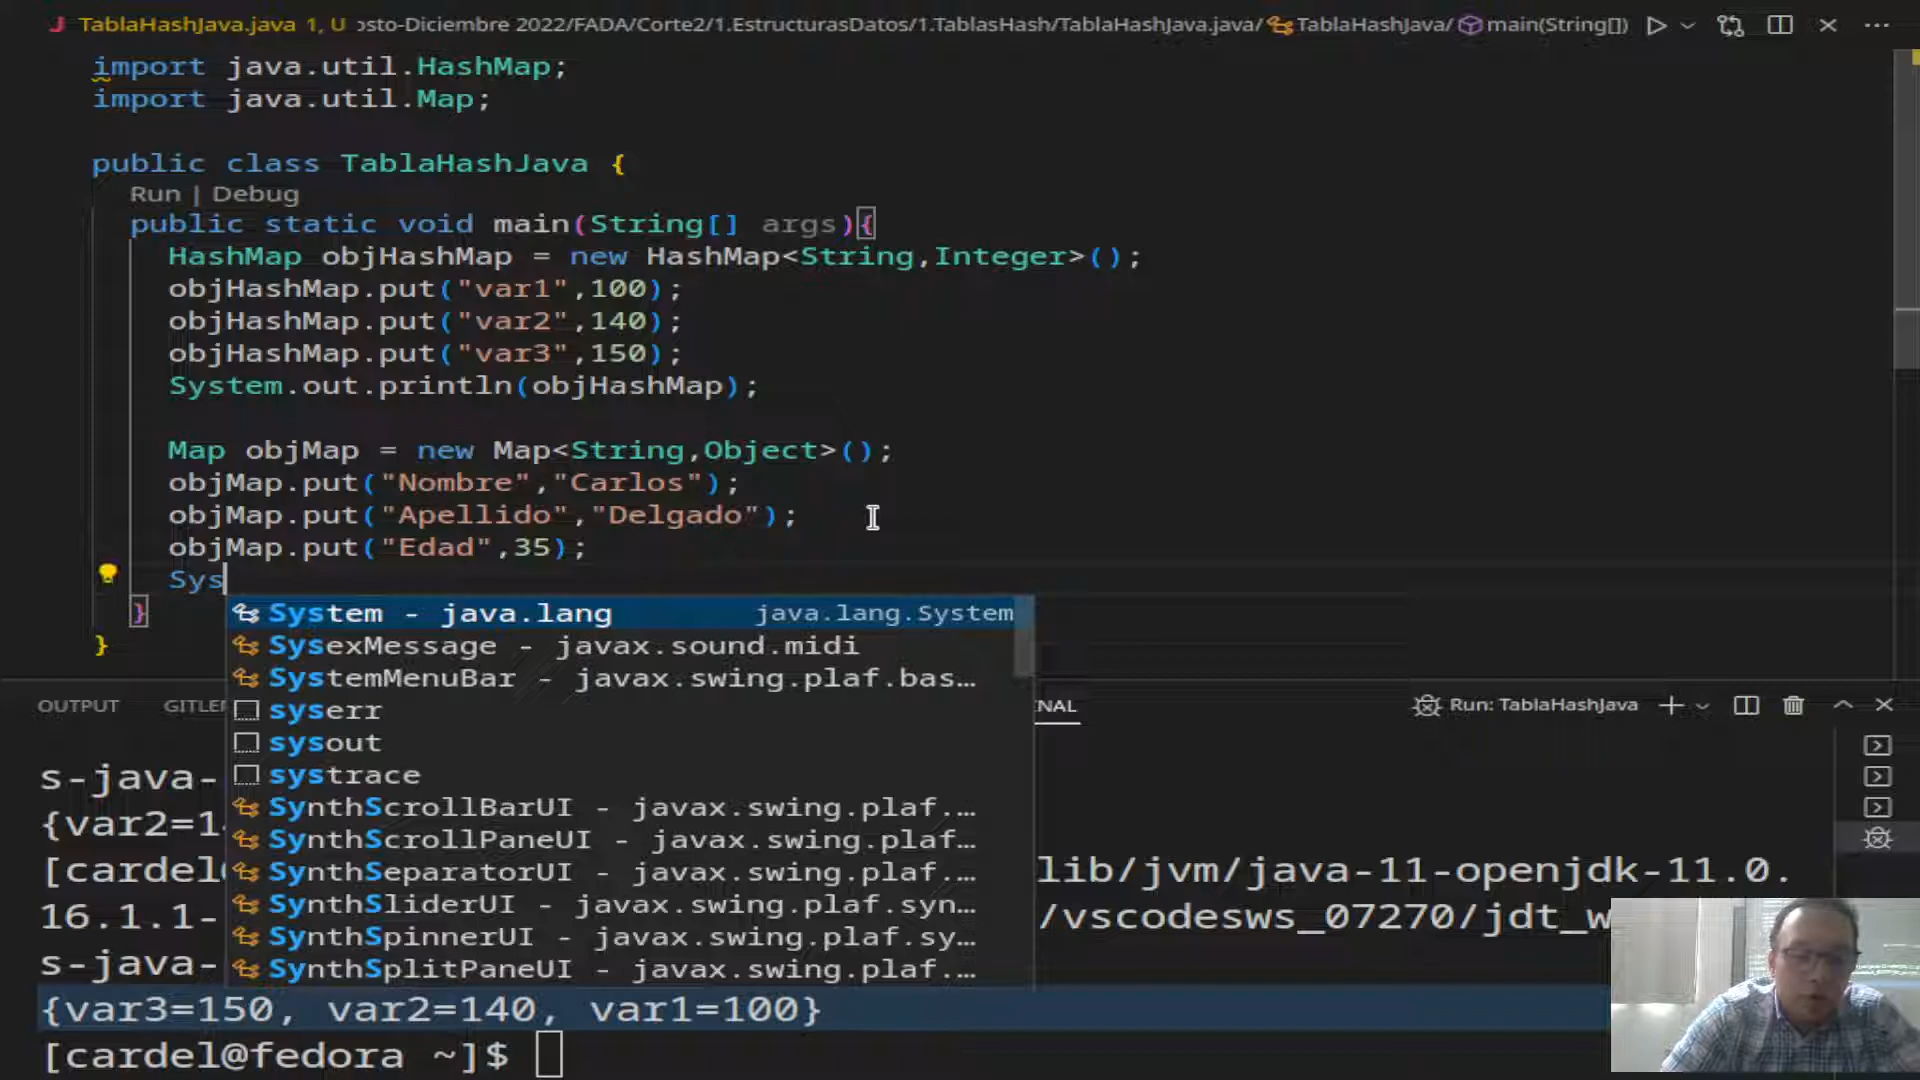 TablaHashJava.java 1, U osto-Diciembre 2022/FADA/Corte2/1.EstructurasDatos/1.TablasHash/TablaHashJava.java/ TablaHashJava/ main(String[])
import java.util.HashMap;
import java.util.Map;
public class TablaHashJava {
Run | Debug
public static void main(String[] args){
HashMap objHashMap = new HashMap<String,Integer>();
objHashMap.put("var1",100);
objHashMap.put("var2",140);
objHashMap.put("var3",150);
System.out.println(objHashMap);
Map objMap = new Map<String,Object>();
objMap.put("Nombre","Carlos");
objMap.put("Apellido","Delgado");
objMap.put("Edad",35);
Sys
}
}
System - java.lang java.lang.System
SysexMessage - javax.sound.midi
SystemMenuBar - javax.swing.plaf.bas…
syserr
sysout
systrace
SynthScrollBarUI - javax.swing.plaf.…
SynthScrollPaneUI - javax.swing.plaf…
SynthSeparatorUI - javax.swing.plaf.…
SynthSliderUI - javax.swing.plaf.syn…
SynthSpinnerUI - javax.swing.plaf.sy…
SynthSplitPaneUI - javax.swing.plaf.…
OUTPUT GITLE NAL Run: TablaHashJava
s-java-
{var2=1
[cardel lib/jvm/java-11-openjdk-11.0.
16.1.1- /vscodesws_07270/jdt_w
s-java-
{var3=150, var2=140, var1=100}
[cardel@fedora ~]$